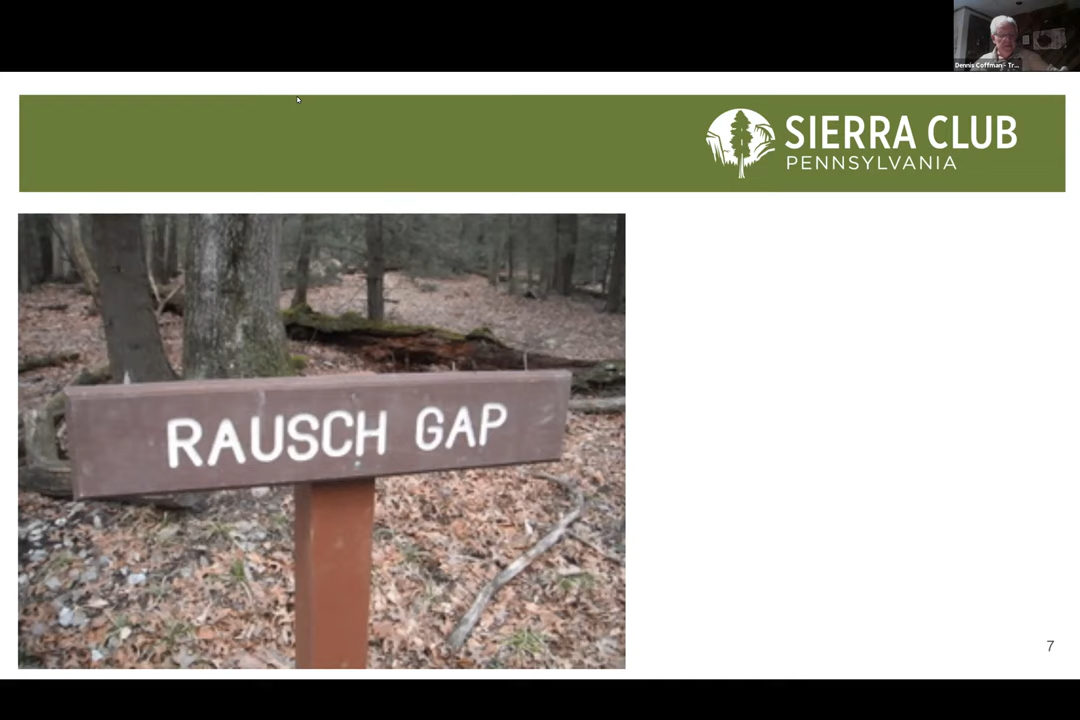 Dennis Coffman - Tr...
SIERRA CLUB
PENNSYLVANIA
RAUSCH GAP
7